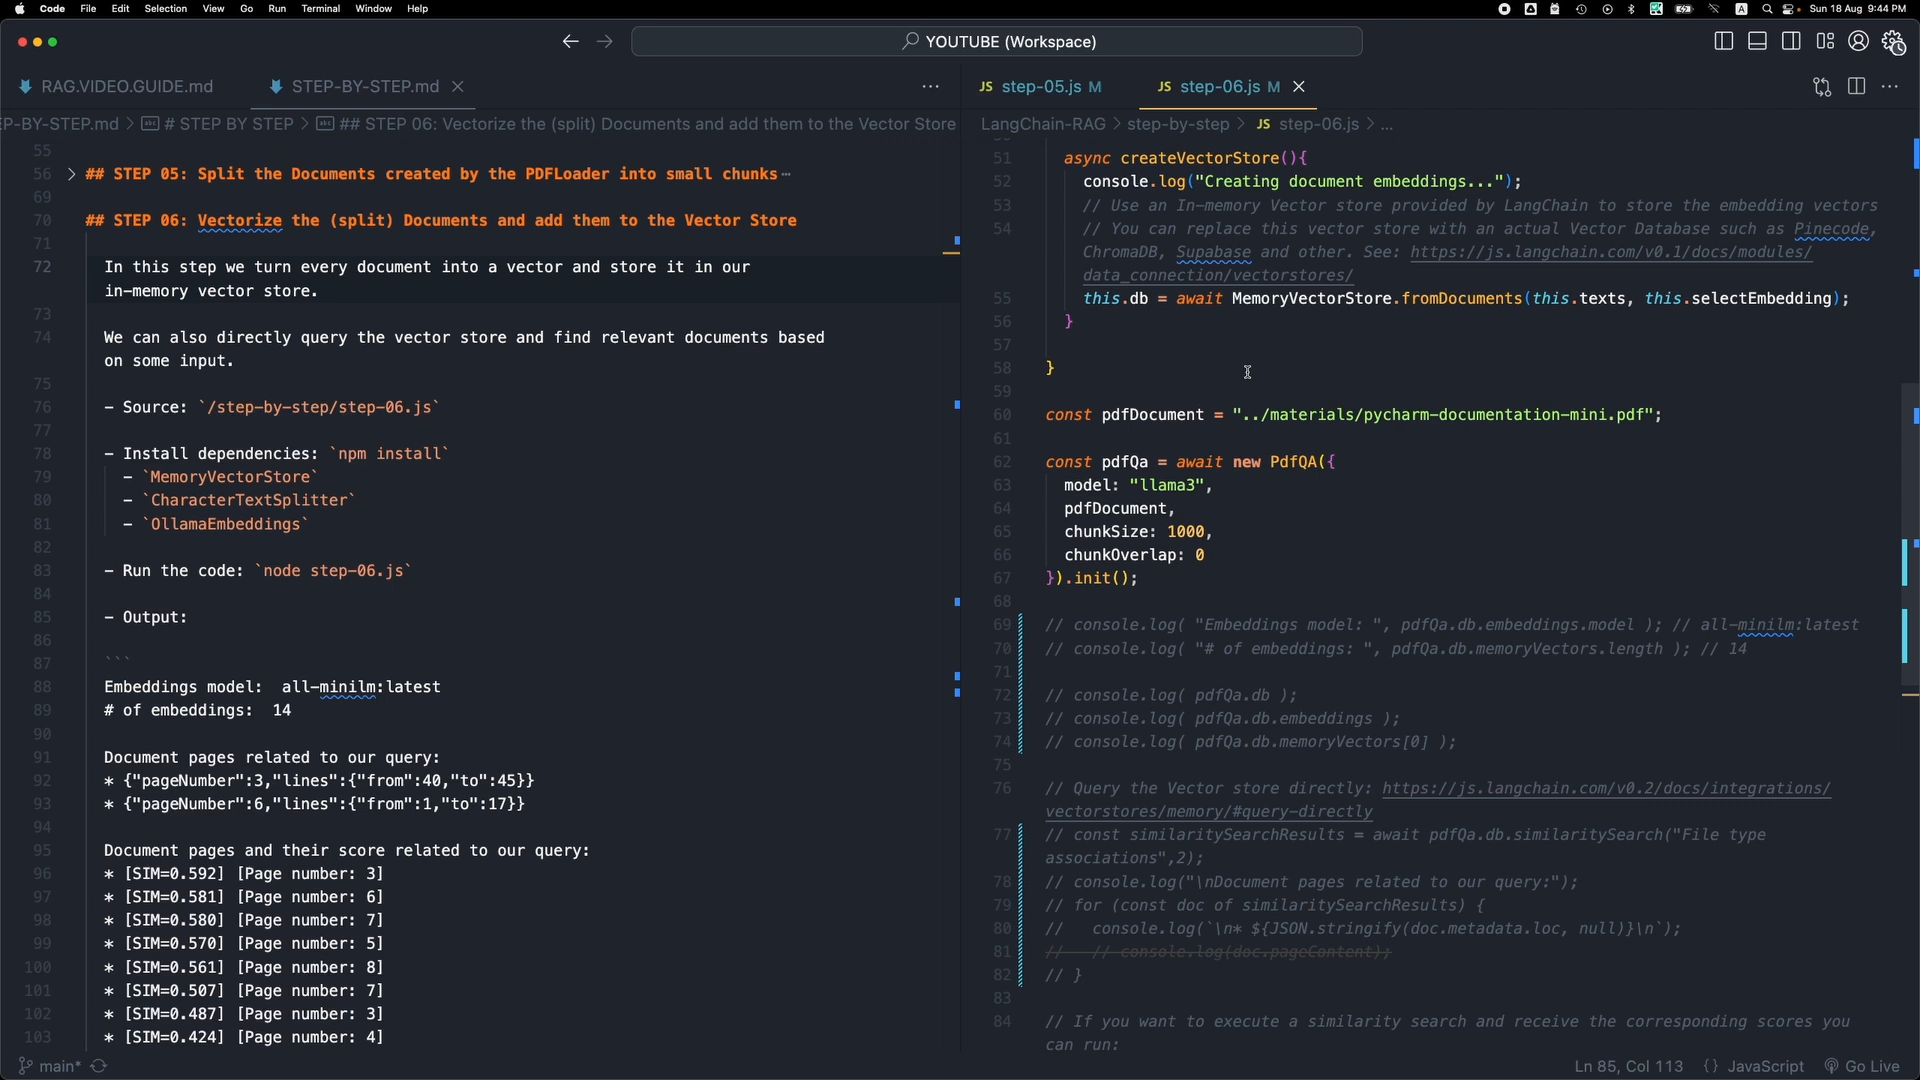 Code File Edit Selection View Go Run Terminal Window Help
A
Sun 18 Aug 9:44 PM
YOUTUBE (Workspace)
RAG.VIDEO.GUIDE.md
STEP-BY-STEP.md
P-BY-STEP.md > # STEP BY STEP > ## STEP 06: Vectorize the (split) Documents and add them to the Vector Store
55
56 ## STEP 05: Split the Documents created by the PDFLoader into small chunks
69
70 ## STEP 06: Vectorize the (split) Documents and add them to the Vector Store
71
72 In this step we turn every document into a vector and store it in our
in-memory vector store.
73
74 We can also directly query the vector store and find relevant documents based
on some input.
75
76 - Source: `/step-by-step/step-06.js`
77
78 - Install dependencies: `npm install`
79 - `MemoryVectorStore`
80 - `CharacterTextSplitter`
81 - `OllamaEmbeddings`
82
83 - Run the code: `node step-06.js`
84
85 - Output:
86
87 ```
88 Embeddings model: all-minilm:latest
89 # of embeddings: 14
90
91 Document pages related to our query:
92 * {"pageNumber":3,"lines":{"from":40,"to":45}}
93 * {"pageNumber":6,"lines":{"from":1,"to":17}}
94
95 Document pages and their score related to our query:
96 * [SIM=0.592] [Page number: 3]
97 * [SIM=0.581] [Page number: 6]
98 * [SIM=0.580] [Page number: 7]
99 * [SIM=0.570] [Page number: 5]
100 * [SIM=0.561] [Page number: 8]
101 * [SIM=0.507] [Page number: 7]
102 * [SIM=0.487] [Page number: 3]
103 * [SIM=0.424] [Page number: 4]
JS step-05.js M
JS step-06.js M
LangChain-RAG > step-by-step > JS step-06.js > ...
51 async createVectorStore(){
52 console.log("Creating document embeddings...");
53 // Use an In-memory Vector store provided by LangChain to store the embedding vectors
54 // You can replace this vector store with an actual Vector Database such as Pinecode,
ChromaDB, Supabase and other. See: https://js.langchain.com/v0.1/docs/modules/
data_connection/vectorstores/
55 this.db = await MemoryVectorStore.fromDocuments(this.texts, this.selectEmbedding);
56 }
57
58 }
59
60 const pdfDocument = "../materials/pycharm-documentation-mini.pdf";
61
62 const pdfQa = await new PdfQA({
63 model: "llama3",
64 pdfDocument,
65 chunkSize: 1000,
66 chunkOverlap: 0
67 }).init();
68
69 // console.log( "Embeddings model: ", pdfQa.db.embeddings.model ); // all-minilm:latest
70 // console.log( "# of embeddings: ", pdfQa.db.memoryVectors.length ); // 14
71
72 // console.log( pdfQa.db );
73 // console.log( pdfQa.db.embeddings );
74 // console.log( pdfQa.db.memoryVectors[0] );
75
76 // Query the Vector store directly: https://js.langchain.com/v0.2/docs/integrations/
vectorstores/memory/#query-directly
77 // const similaritySearchResults = await pdfQa.db.similaritySearch("File type
associations",2);
78 // console.log("\nDocument pages related to our query:");
79 // for (const doc of similaritySearchResults) {
80 // console.log(`\n* ${JSON.stringify(doc.metadata.loc, null)}\n`);
81 // // console.log(doc.pageContent);
82 // }
83
84 // If you want to execute a similarity search and receive the corresponding scores you
can run:
main*
Ln 85, Col 113 {} JavaScript Go Live